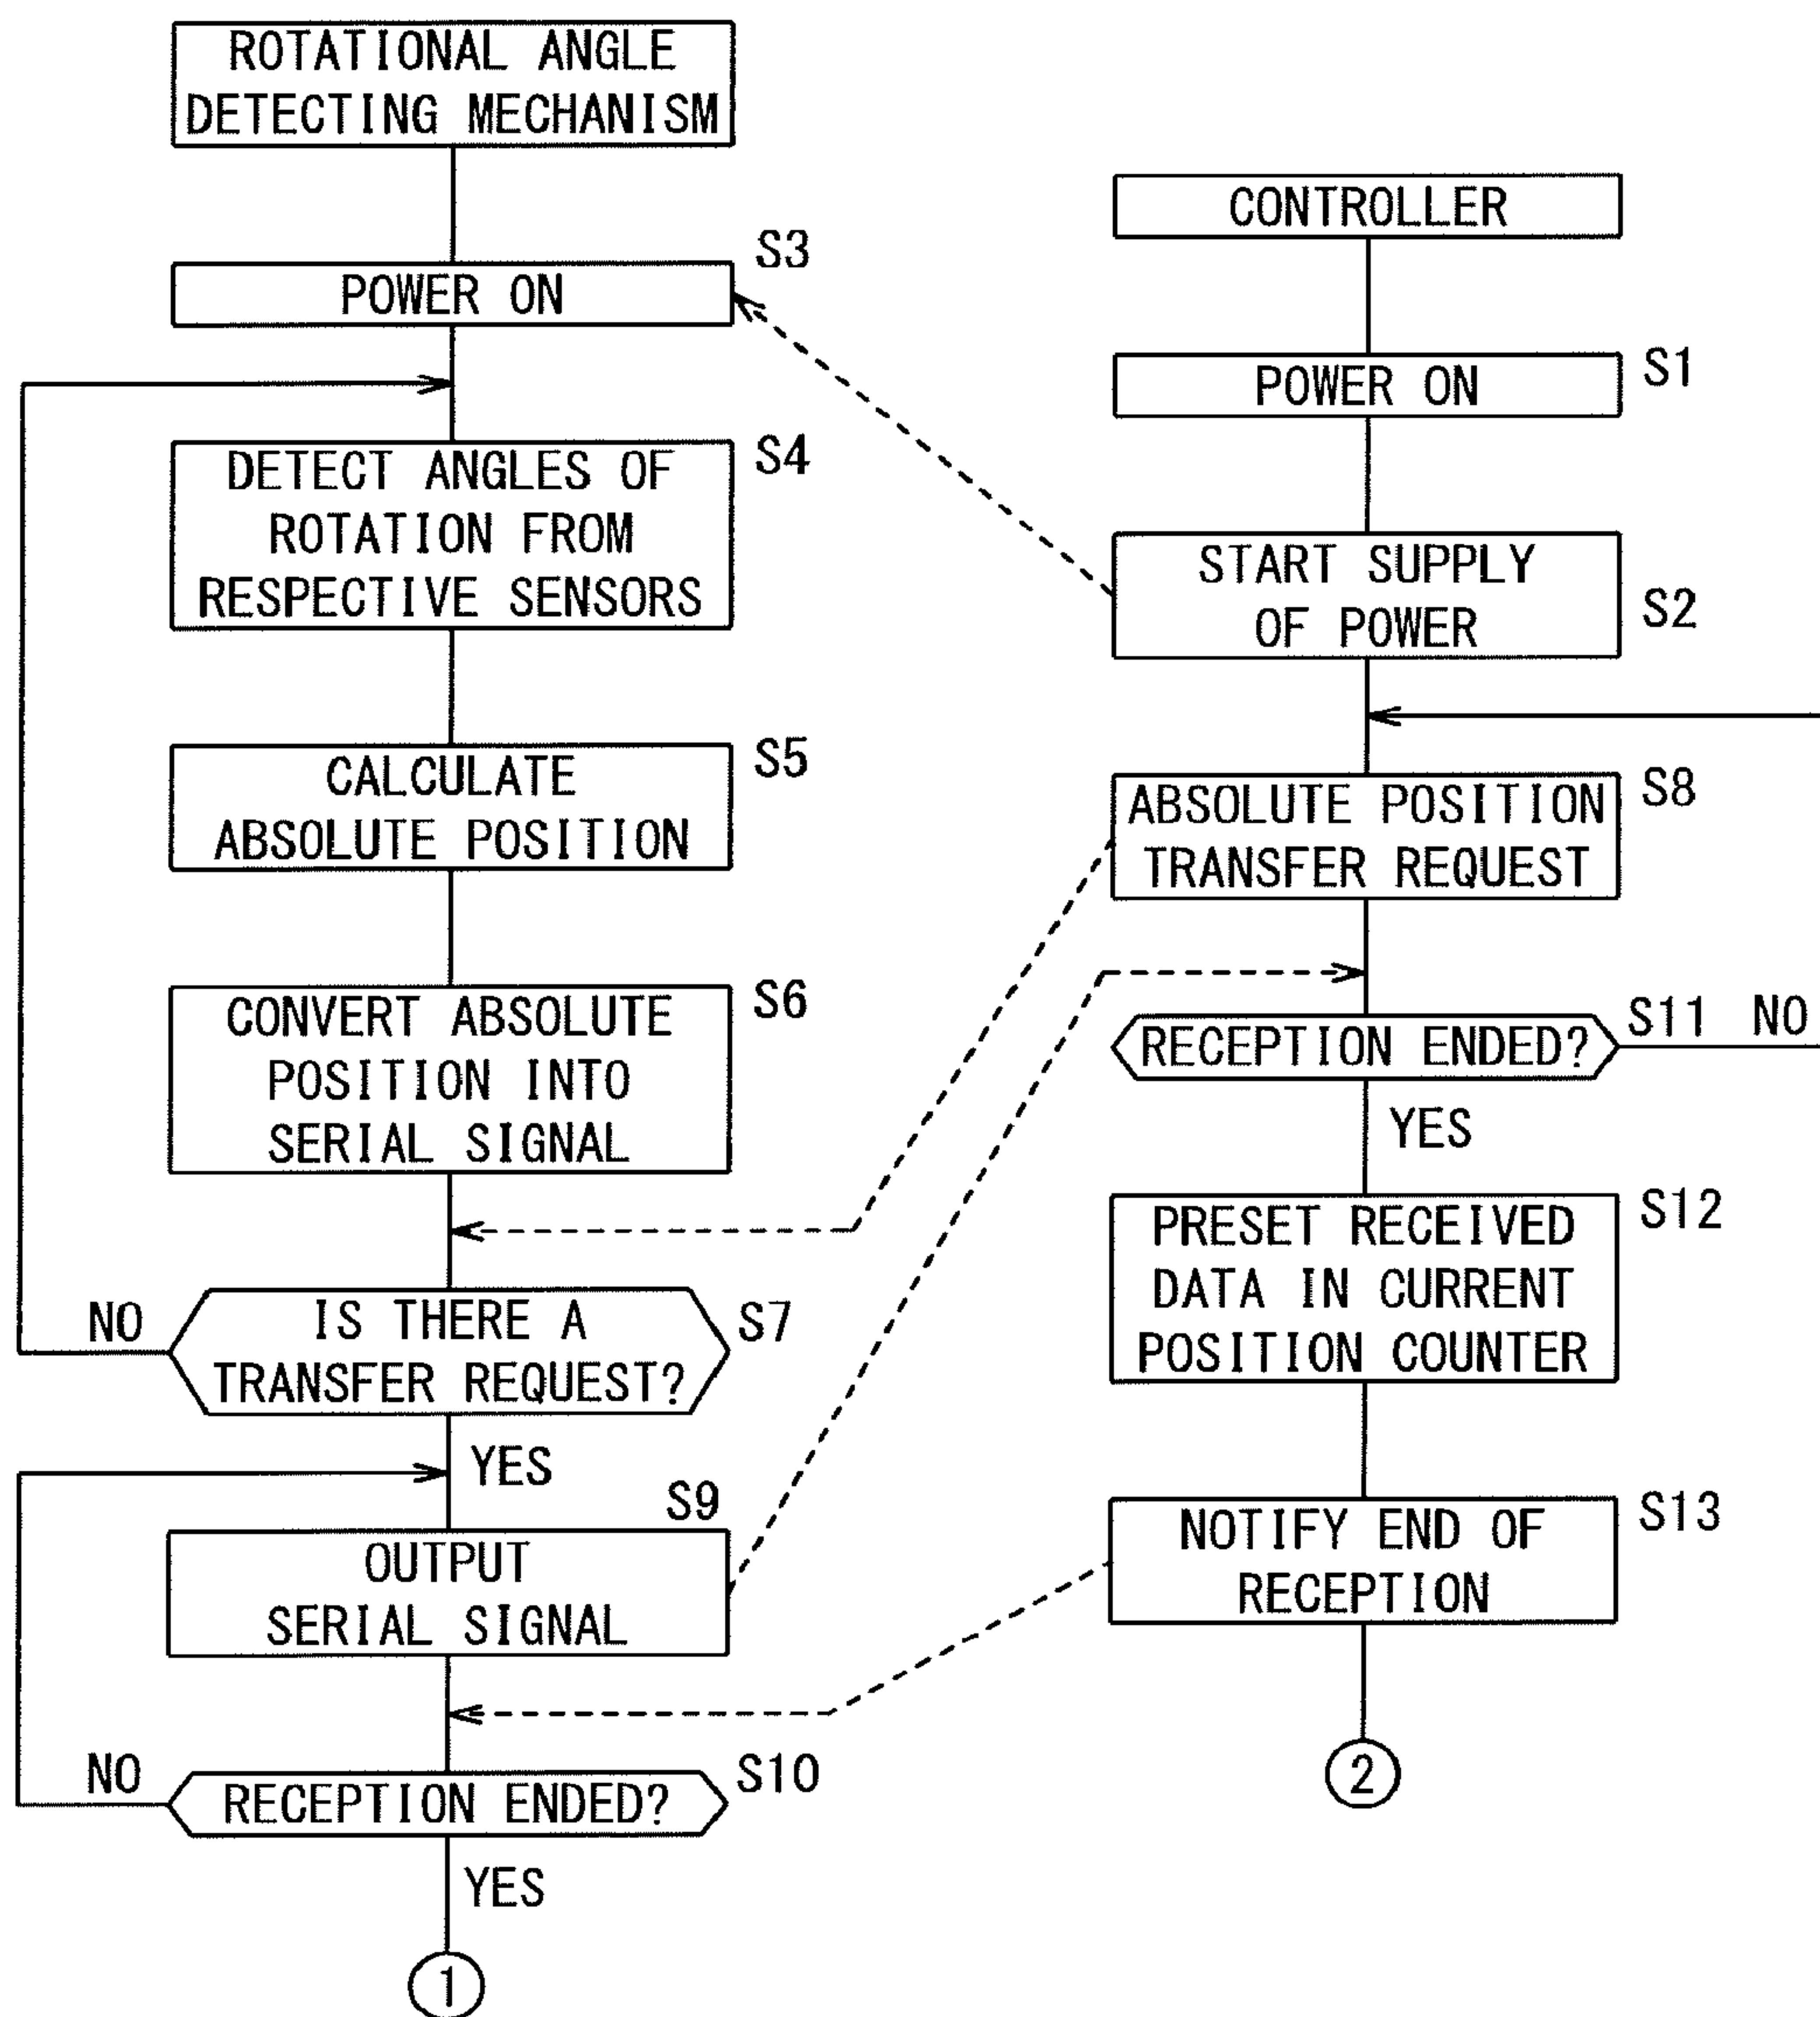 ROTATIONAL ANGLE
DETECTING MECHANISM
S3
POWER ON
S4
DETECT ANGLES OF
ROTATION FROM
RESPECTIVE SENSORS
S5
CALCULATE
ABSOLUTE POSITION
S6
CONVERT ABSOLUTE
POSITION INTO
SERIAL SIGNAL
NO
IS THERE A
TRANSFER REQUEST?
S7
YES
S9
OUTPUT
SERIAL SIGNAL
NO
RECEPTION ENDED?
S10
YES
1
CONTROLLER
POWER ON
S1
START SUPPLY
OF POWER
S2
S8
ABSOLUTE POSITION
TRANSFER REQUEST
RECEPTION ENDED?
S11 NO
YES
S12
PRESET RECEIVED
DATA IN CURRENT
POSITION COUNTER
S13
NOTIFY END OF
RECEPTION
2